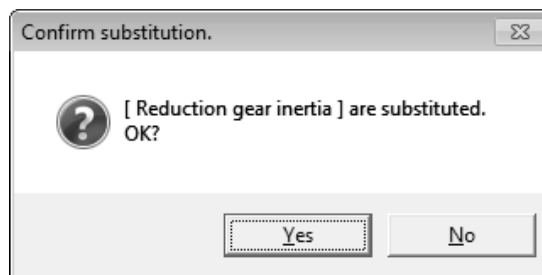 Confirm substitution.
[ Reduction gear inertia ] are substituted.
OK?
Yes
No